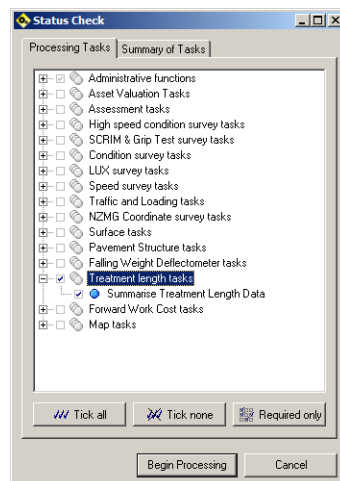 Status Check
Processing Tasks Summary of Tasks
Administrative functions
Asset Valuation Tasks
Assessment tasks
High speed condition survey tasks
SCRIM & Grip Test survey tasks
Condition survey tasks
LUX survey tasks
Speed survey tasks
Traffic and Loading tasks
NZMG Coordinate survey tasks
Surface tasks
Pavement Structure tasks
Falling Weight Deflectometer tasks
Treatment length tasks
Summarise Treatment Length Data
Forward Work Cost tasks
Map tasks
Tick all Tick none Required only
Begin Processing Cancel